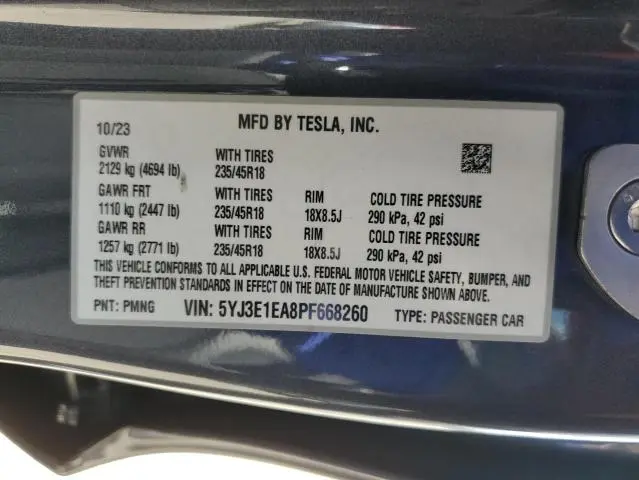 10/23 MFD BY TESLA, INC.
GVWR WITH TIRES
2129 kg (4694 lb) 235/45R18
GAWR FRT WITH TIRES RIM COLD TIRE PRESSURE
1110 kg (2447 lb) 235/45R18 18X8.5J 290 kPa, 42 psi
GAWR RR WITH TIRES RIM COLD TIRE PRESSURE
1257 kg (2771 lb) 235/45R18 18X8.5J 290 kPa, 42 psi
THIS VEHICLE CONFORMS TO ALL APPLICABLE U.S. FEDERAL MOTOR VEHICLE SAFETY, BUMPER, AND
THEFT PREVENTION STANDARDS IN EFFECT ON THE DATE OF MANUFACTURE SHOWN ABOVE.
PNT: PMNG VIN: 5YJ3E1EA8PF668260 TYPE: PASSENGER CAR